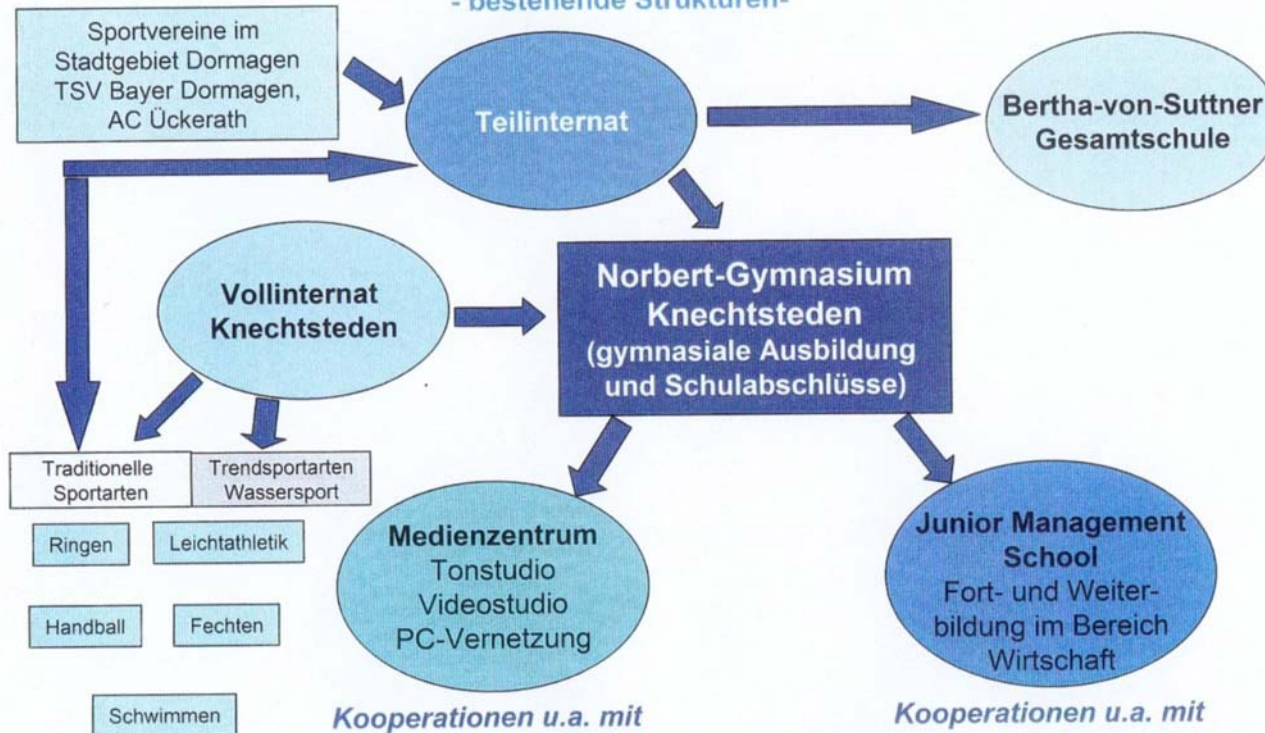 - bestehende Strukturen-
Sportvereine im
Stadtgebiet Dormagen
TSV Bayer Dormagen,
AC Ückerath
Teilinternat
Bertha-von-Suttner
Gesamtschule
Vollinternat
Knechtsteden
Norbert-Gymnasium
Knechtsteden
(gymnasiale Ausbildung
und Schulabschlüsse)
Traditionelle
Sportarten
Trendsportarten
Wassersport
Ringen
Leichtathletik
Handball
Fechten
Schwimmen
Medienzentrum
Tonstudio
Videostudio
PC-Vernetzung
Kooperationen u.a. mit
Junior Management
School
Fort- und Weiter-
bildung im Bereich
Wirtschaft
Kooperationen u.a. mit